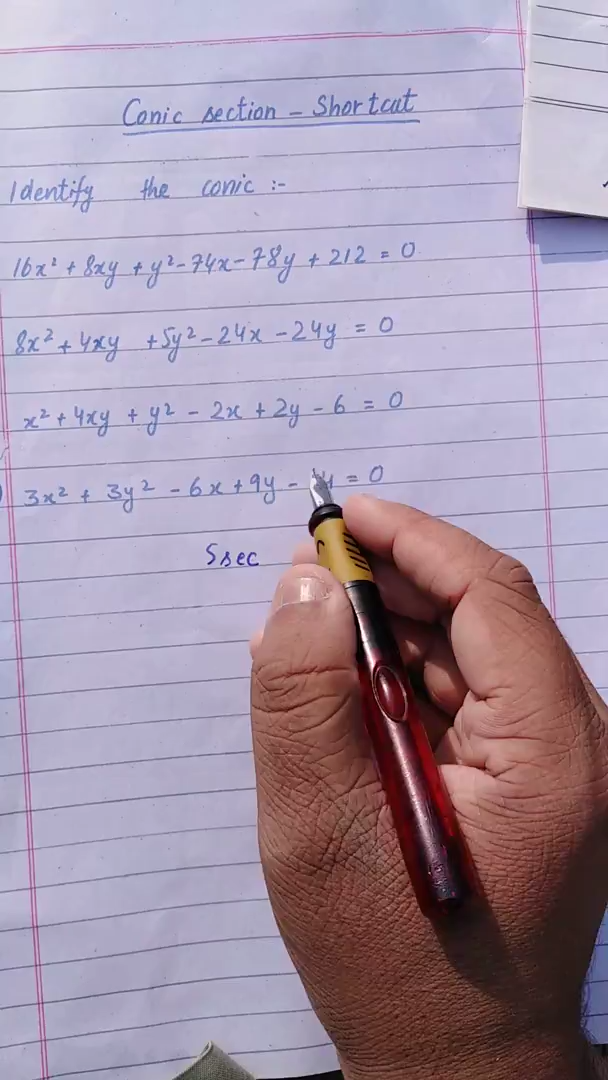 Conic section - Shortcut
Identify the conic :-
16x² + 8xy + y² - 74x - 78y + 212 = 0
8x² + 4xy + 5y² - 24x - 24y = 0
x² + 4xy + y² - 2x + 2y - 6 = 0
3x² + 3y² - 6x + 9y - = 0
5sec